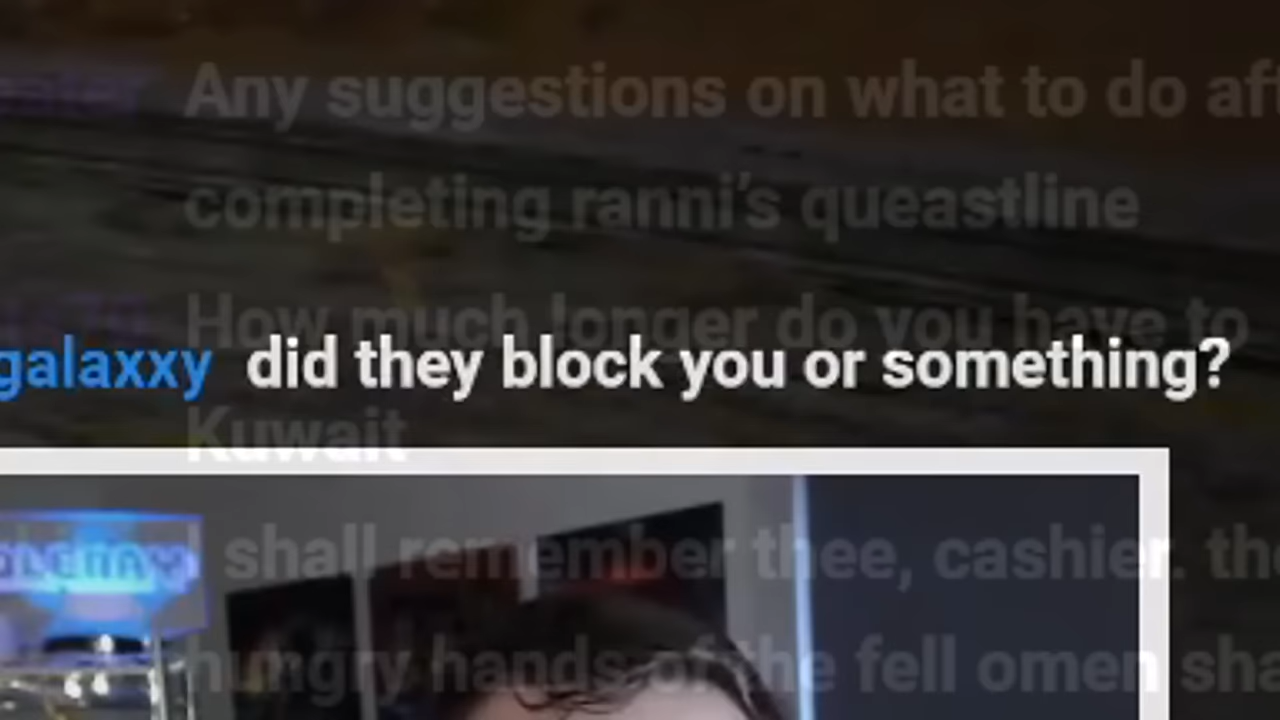 Any suggestions on what to do af
completing ranni's queastline
How much longer do you have to
galaxxy did they block you or something?
Kuwait
I shall remember thee, cashier. the
hungry hands of the fell omen sha